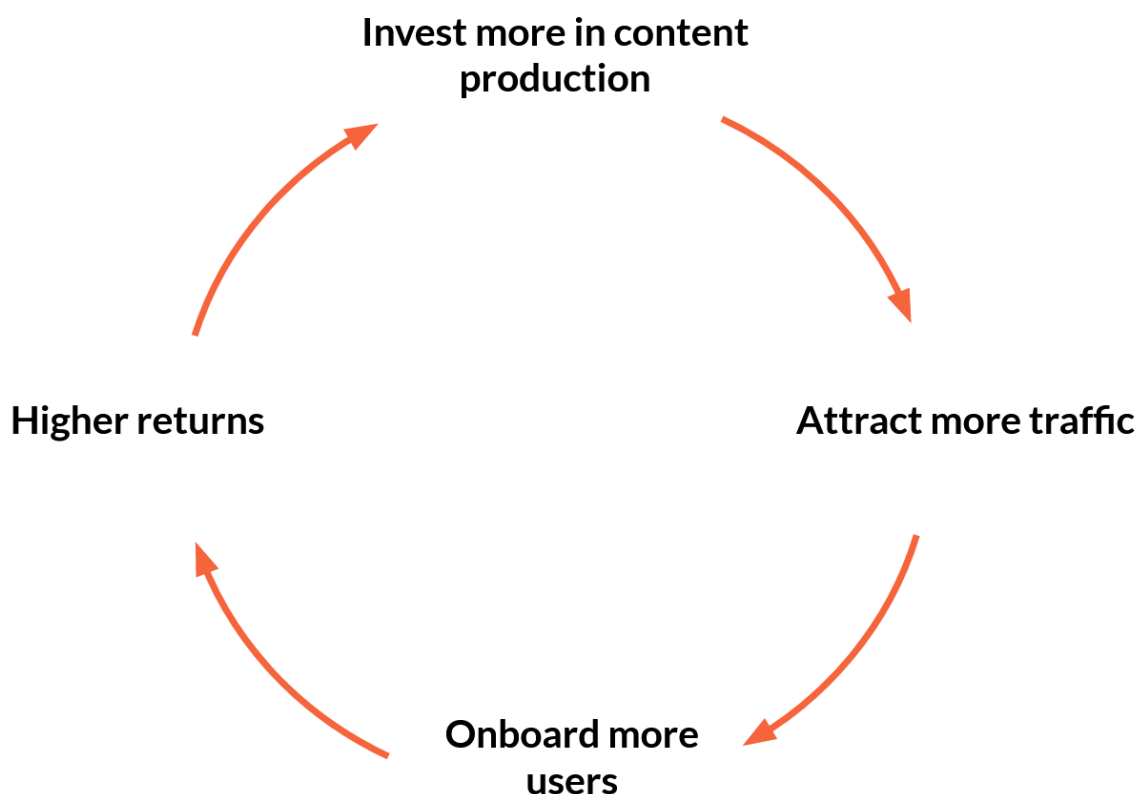 Invest more in content
production
Higher returns
Attract more traffic
Onboard more
users